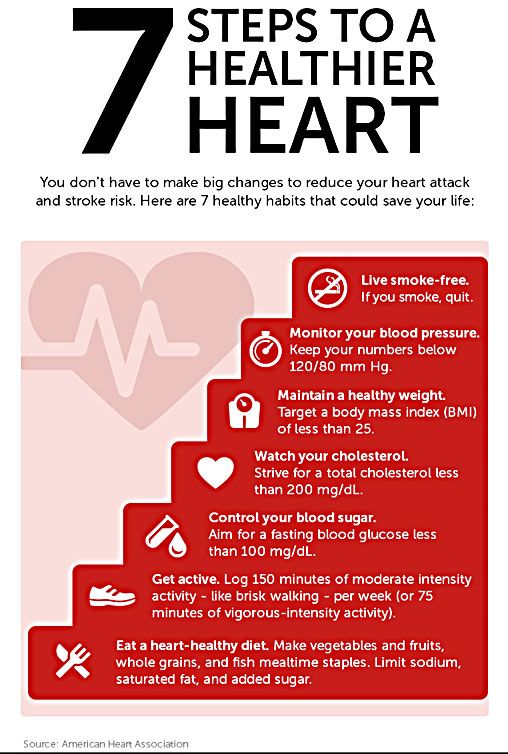 7 STEPS TO A
HEALTHIER
HEART
You don't have to make big changes to reduce your heart attack
and stroke risk. Here are 7 healthy habits that could save your life:
Live smoke-free.
If you smoke, quit.
Monitor your blood pressure.
Keep your numbers below
120/80 mm Hg.
Maintain a healthy weight.
Target a body mass index (BMI)
of less than 25.
Watch your cholesterol.
Strive for a total cholesterol less
than 200 mg/dL.
Control your blood sugar.
Aim for a fasting blood glucose less
than 100 mg/dL.
Get active. Log 150 minutes of moderate intensity
activity - like brisk walking - per week (or 75
minutes of vigorous-intensity activity).
Eat a heart-healthy diet. Make vegetables and fruits,
whole grains, and fish mealtime staples. Limit sodium,
saturated fat, and added sugar.
Source: American Heart Association